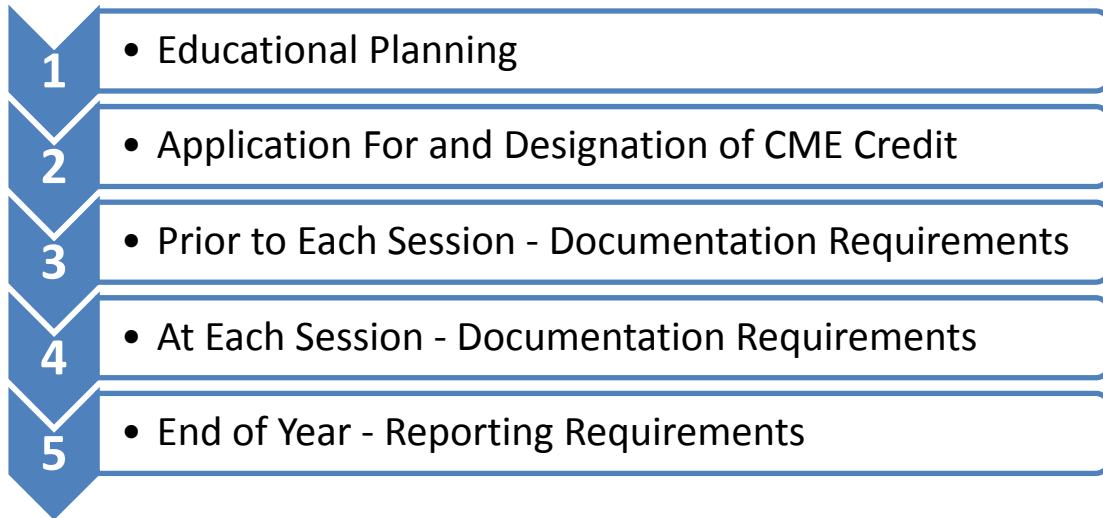 1
• Educational Planning
2
• Application For and Designation of CME Credit
3
• Prior to Each Session - Documentation Requirements
4
• At Each Session - Documentation Requirements
5
• End of Year - Reporting Requirements